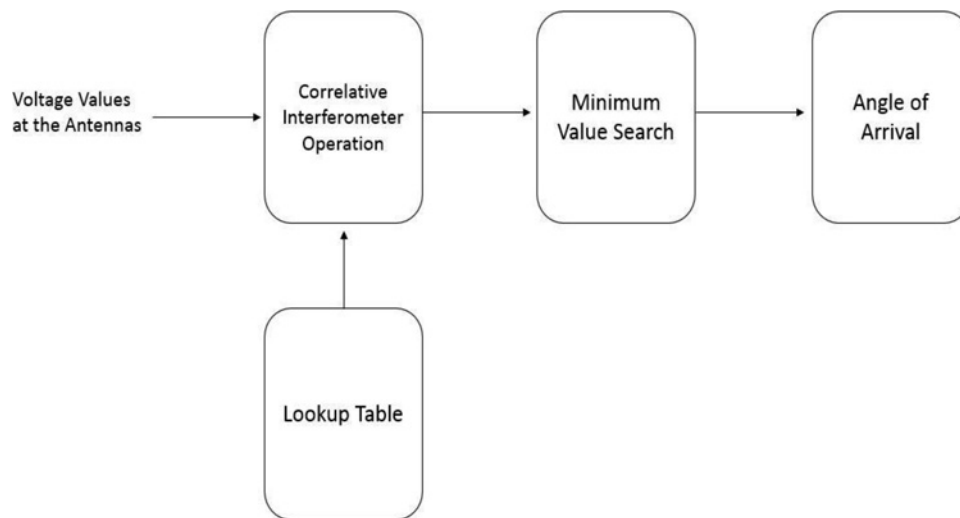 Voltage Values
at the Antennas
Correlative
Interferometer
Operation
Minimum
Value Search
Angle of
Arrival
Lookup Table